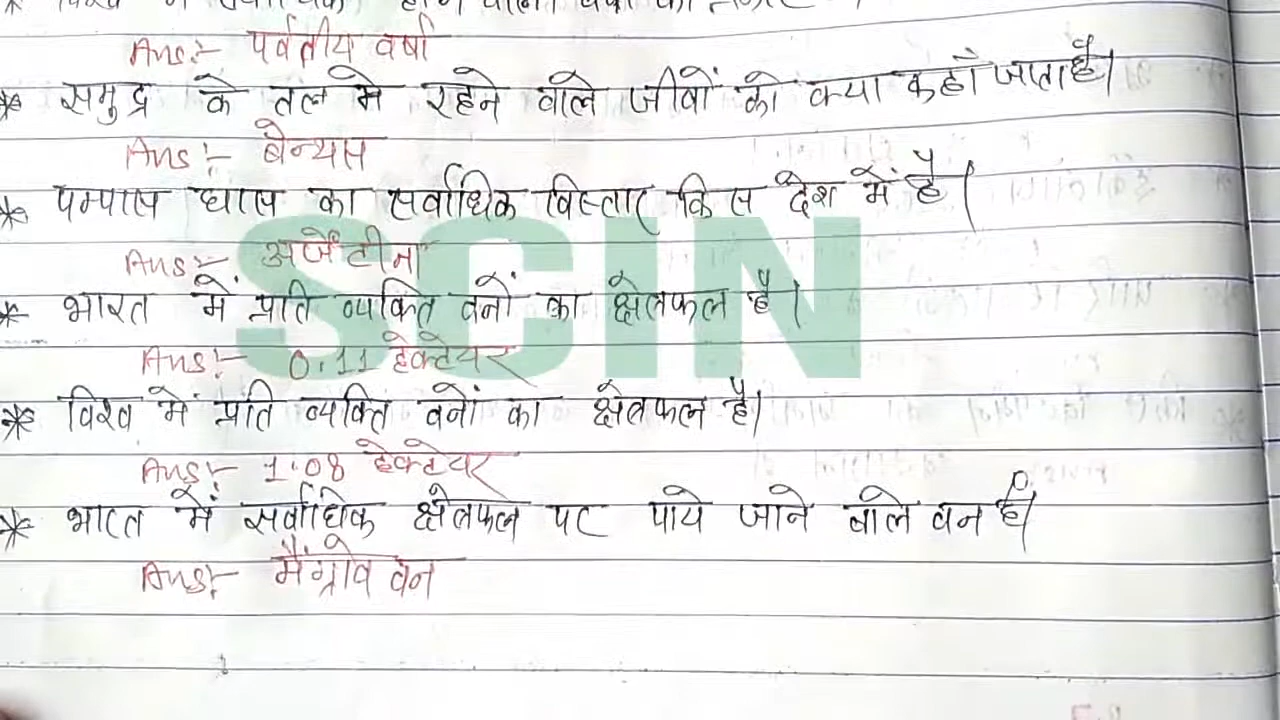 Ans:- पर्वतीय वर्षा
* समुद्र के तल मे रहेने वाले जीवों को क्या कहाँ जाता है।
Ans:- बेन्थस
* पम्पास घास का सर्वाधिक विस्तार किस देश में है।
Ans:- अर्जेंटीना
* भारत में प्रति व्यक्ति वनों का क्षेत्रफल है।
Ans:- 0.11 हेक्टेयर
* विश्व में प्रति व्यक्ति वनों का क्षेत्रफल है।
Ans:- 1.08 हेक्टेयर
* भारत में सर्वाधिक क्षेत्रफल पर पाये जाने वाले वन है।
Ans:- मैंग्रोव वन
SCIN